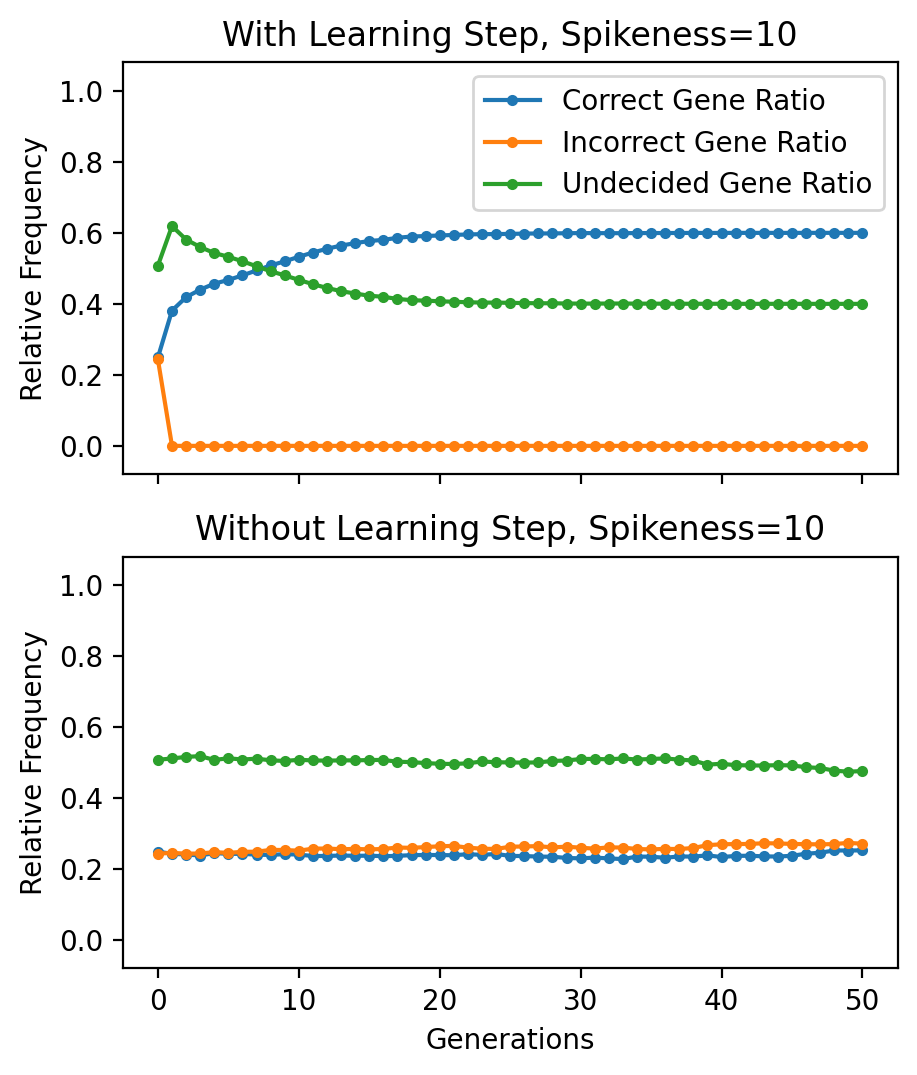 With Learning Step, Spikeness=10
Relative Frequency
1.0
0.8
0.6
0.4
0.2
0.0
Correct Gene Ratio
Incorrect Gene Ratio
Undecided Gene Ratio
Without Learning Step, Spikeness=10
Relative Frequency
1.0
0.8
0.6
0.4
0.2
0.0
0 10 20 30 40 50
Generations